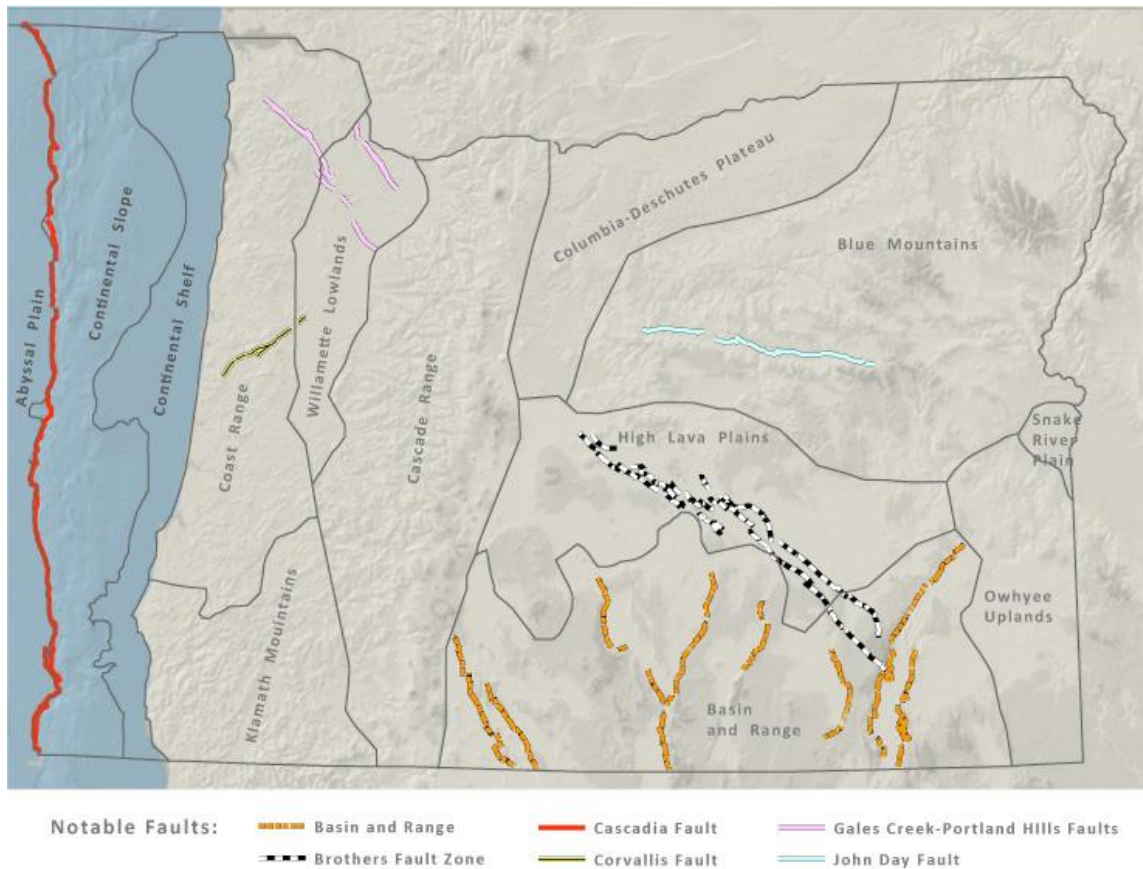 Columbia-Deschutes Plateau
Blue Mountains
Continental Slope
Continental Shelf
Abyssal Plain
Willamette Lowlands
Coast Range
Cascade Range
High Lava Plains
Snake
River
Plain
Klamath Mouintains
Owhyee
Uplands
Basin
and Range
Notable Faults:
Basin and Range
Cascadia Fault
Gales Creek-Portland HIlls Faults
Brothers Fault Zone
Corvallis Fault
John Day Fault